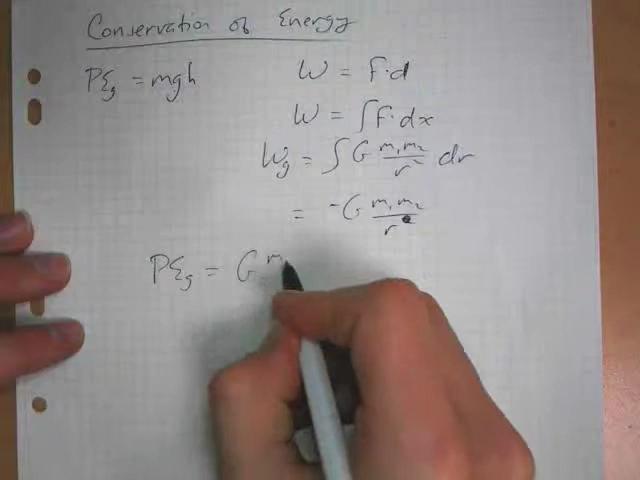 Conservation of Energy
PEg = mgh
W = F·d
W = ∫F·dx
Wg = ∫G m₁m₂/r² dr
= -G m₁m₂/r
PEg = G m